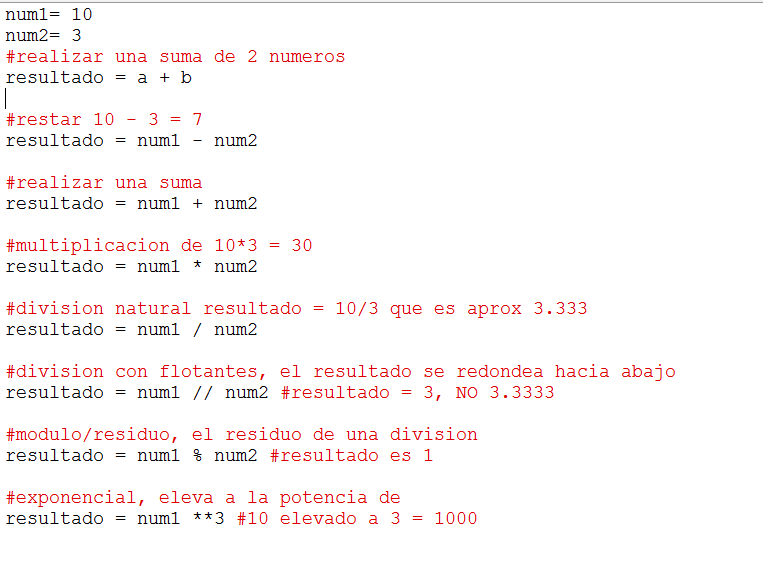 num1= 10
num2= 3
#realizar una suma de 2 numeros
resultado = a + b
#restar 10 - 3 = 7
resultado = num1 - num2
#realizar una suma
resultado = num1 + num2
#multiplicacion de 10*3 = 30
resultado = num1 * num2
#division natural resultado = 10/3 que es aprox 3.333
resultado = num1 / num2
#division con flotantes, el resultado se redondea hacia abajo
resultado = num1 // num2 #resultado = 3, NO 3.3333
#modulo/residuo, el residuo de una division
resultado = num1 % num2 #resultado es 1
#exponencial, eleva a la potencia de
resultado = num1 **3 #10 elevado a 3 = 1000